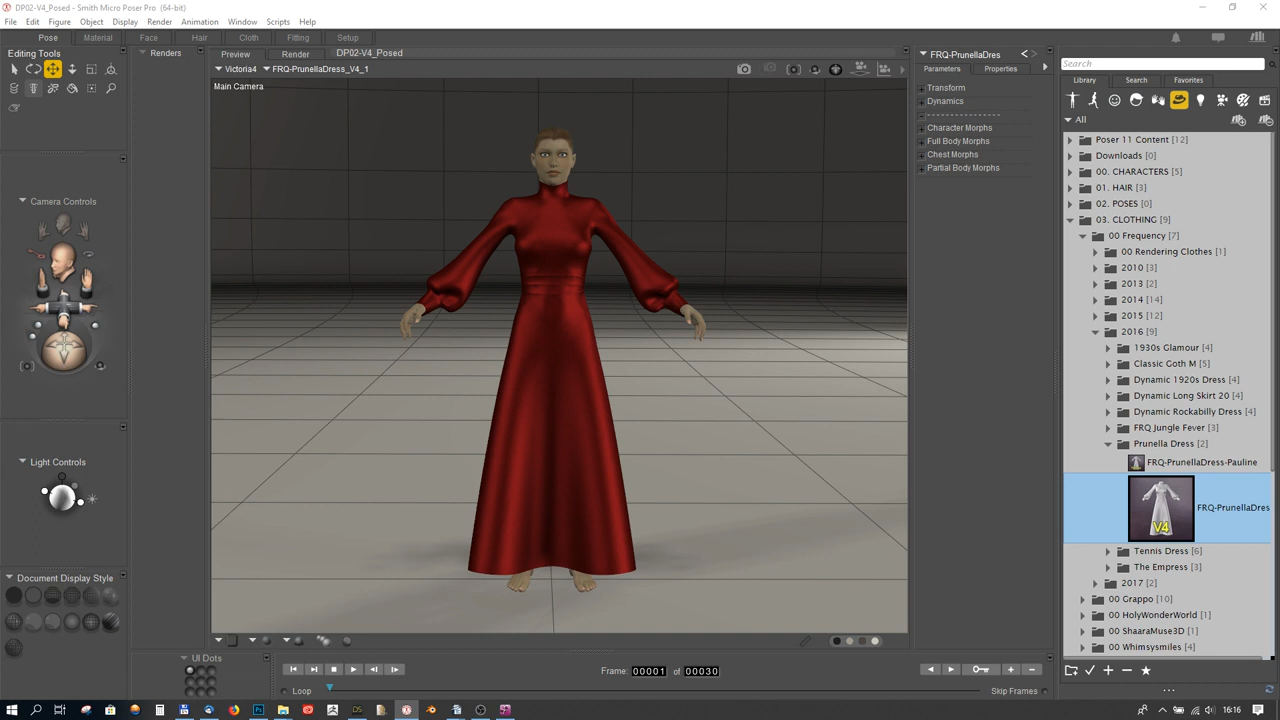 DP02-V4_Posed - Smith Micro Poser Pro (64-bit)
File Edit Figure Object Display Render Animation Window Scripts Help
Pose Material Face Hair Cloth Fitting Setup
Editing Tools
Renders
Preview Render DP02-V4_Posed
Victoria4 FRQ-PrunellaDress_V4_1
Main Camera
Camera Controls
Light Controls
Document Display Style
UI Dots
Frame: 00001 of 00030
Loop
Skip Frames
FRQ-PrunellaDres
Parameters Properties
Transform
Dynamics
----------------
Character Morphs
Full Body Morphs
Chest Morphs
Partial Body Morphs
Search
Library Search Favorites
All
Poser 11 Content [12]
Downloads [0]
00. CHARACTERS [5]
01. HAIR [3]
02. POSES [0]
03. CLOTHING [9]
00 Frequency [7]
00 Rendering Clothes [1]
2010 [3]
2013 [2]
2014 [14]
2015 [12]
2016 [9]
1930s Glamour [4]
Classic Goth M [5]
Dynamic 1920s Dress [4]
Dynamic Long Skirt 20 [4]
Dynamic Rockabilly Dress [4]
FRQ Jungle Fever [3]
Prunella Dress [2]
FRQ-PrunellaDress-Pauline
V4
FRQ-PrunellaDres
Tennis Dress [6]
The Empress [3]
2017 [2]
00 Grappo [10]
00 HolyWonderWorld [1]
00 ShaaraMuse3D [1]
00 Whimsysmiles [4]
16:16